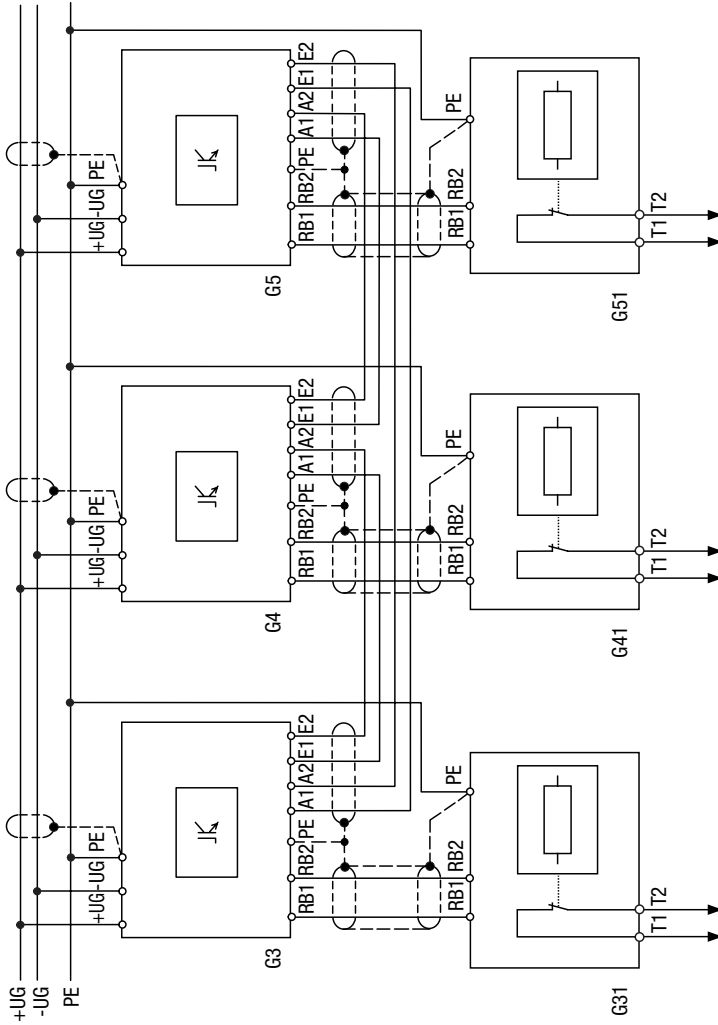 +UG
-UG
PE
+UG
-UG
PE
G3
RB1
RB2
PE
A1
A2
E1
E2
+UG
-UG
PE
G4
RB1
RB2
PE
A1
A2
E1
E2
+UG
-UG
PE
G5
RB1
RB2
PE
A1
A2
E1
E2
RB1
RB2
PE
G31
T1
T2
RB1
RB2
PE
G41
T1
T2
RB1
RB2
PE
G51
T1
T2